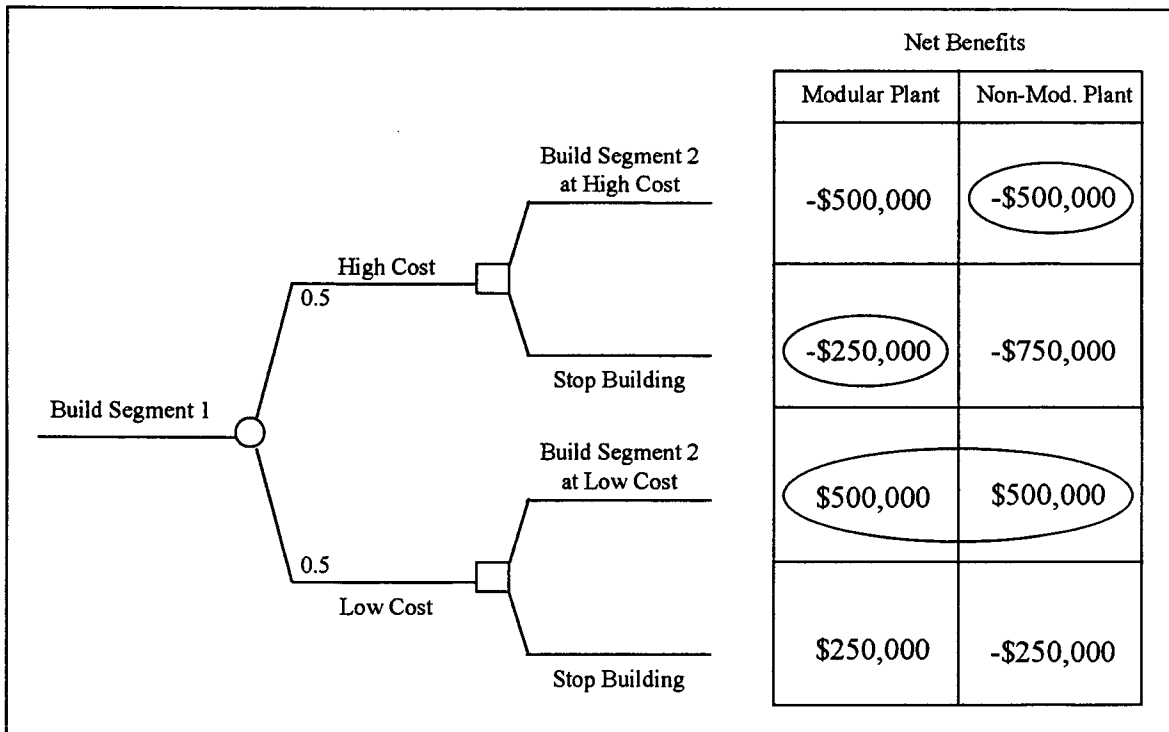 Net Benefits
Modular Plant
Non-Mod. Plant
Build Segment 2
at High Cost
-$500,000
-$500,000
High Cost
0.5
-$250,000
-$750,000
Stop Building
Build Segment 1
Build Segment 2
at Low Cost
$500,000
$500,000
0.5
Low Cost
$250,000
-$250,000
Stop Building